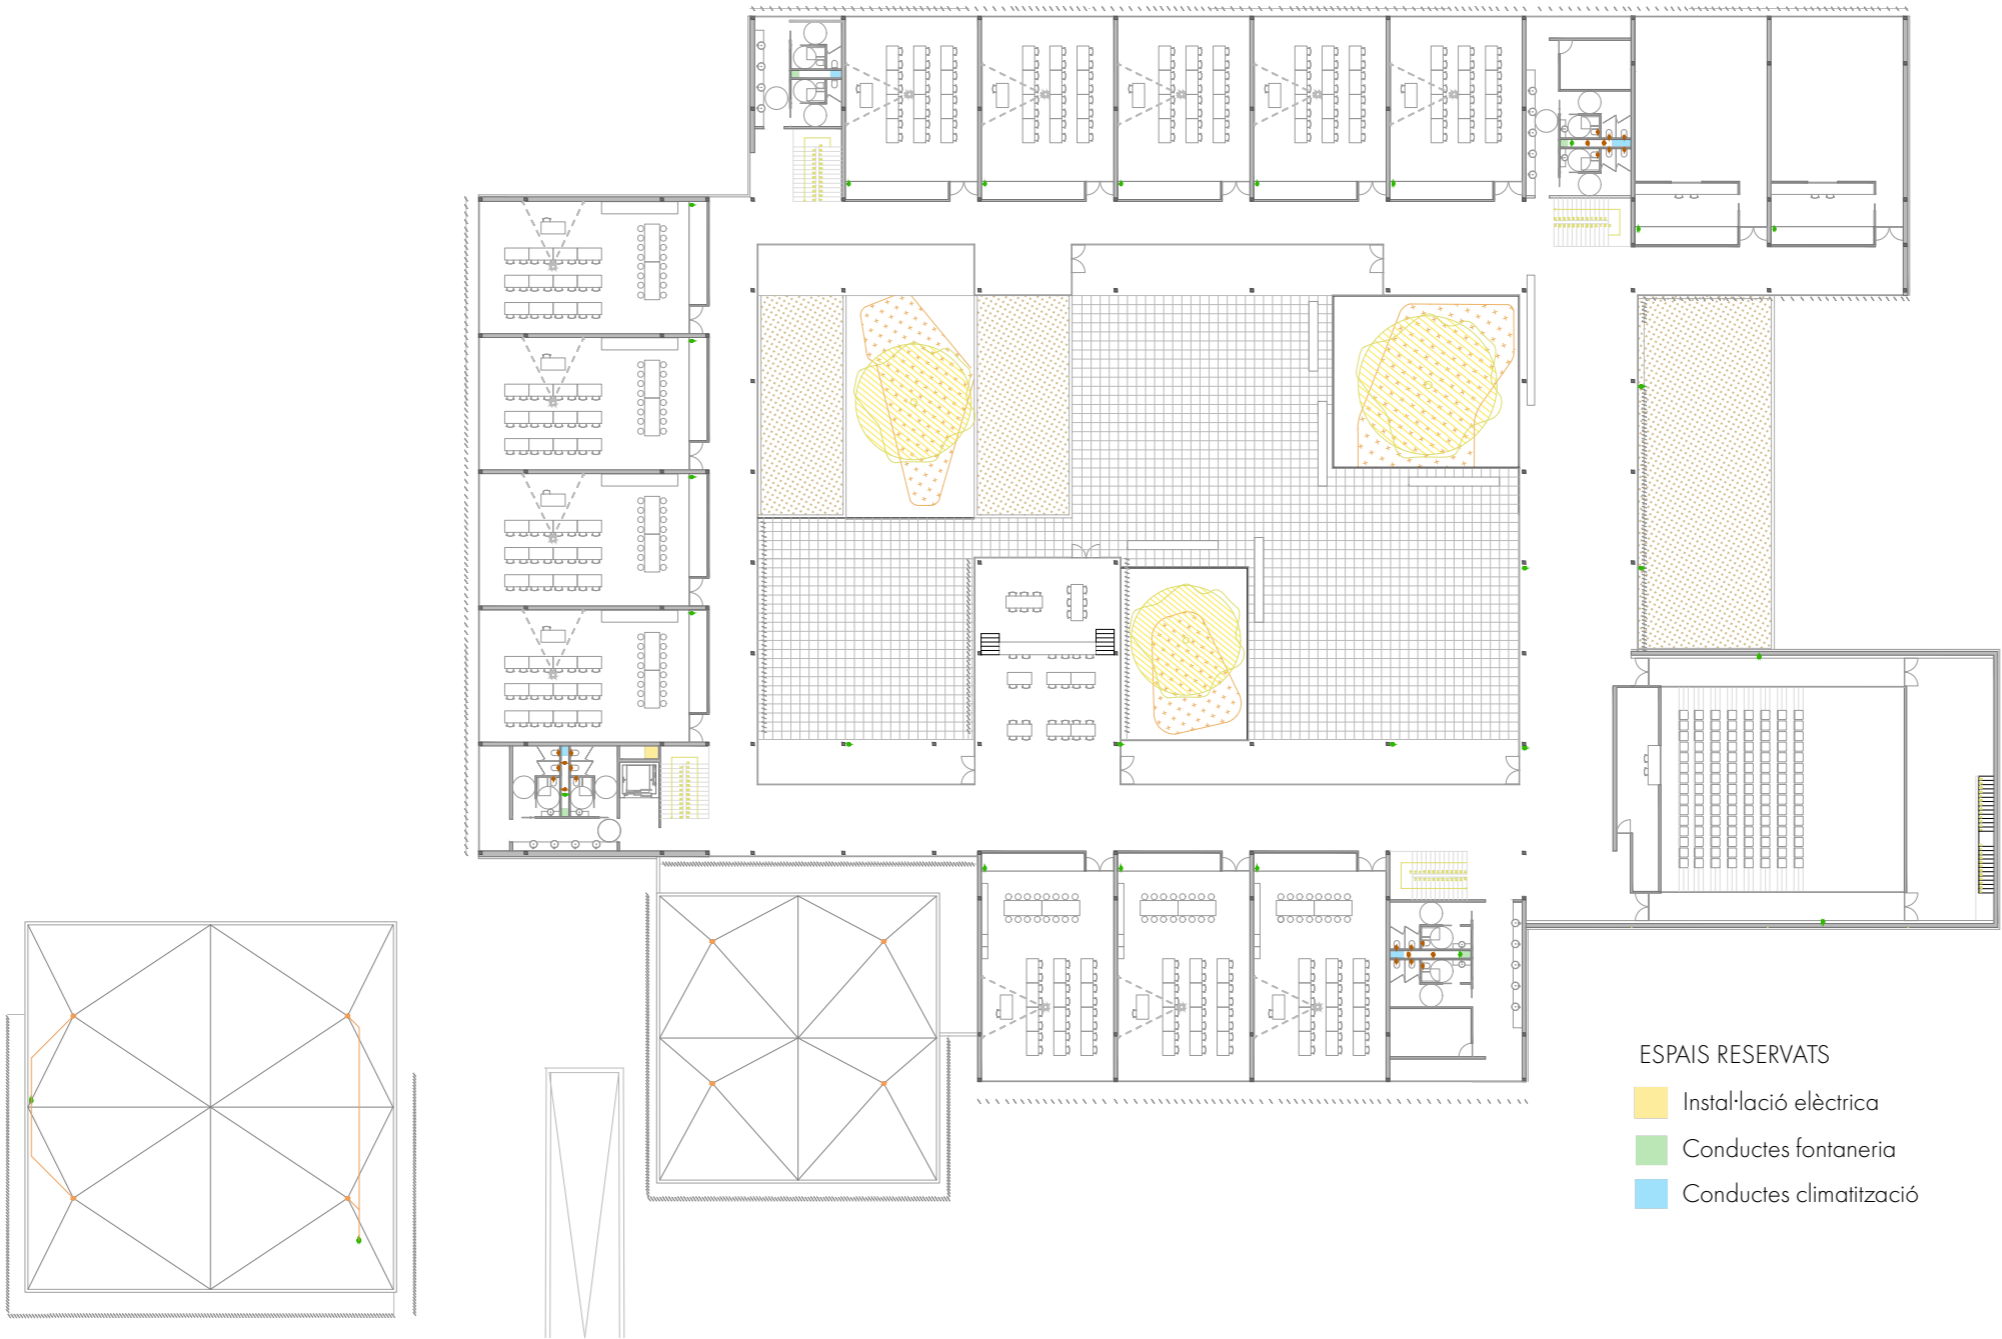 ESPAIS RESERVATS
Instal·lació elèctrica
Conductes fontaneria
Conductes climatització